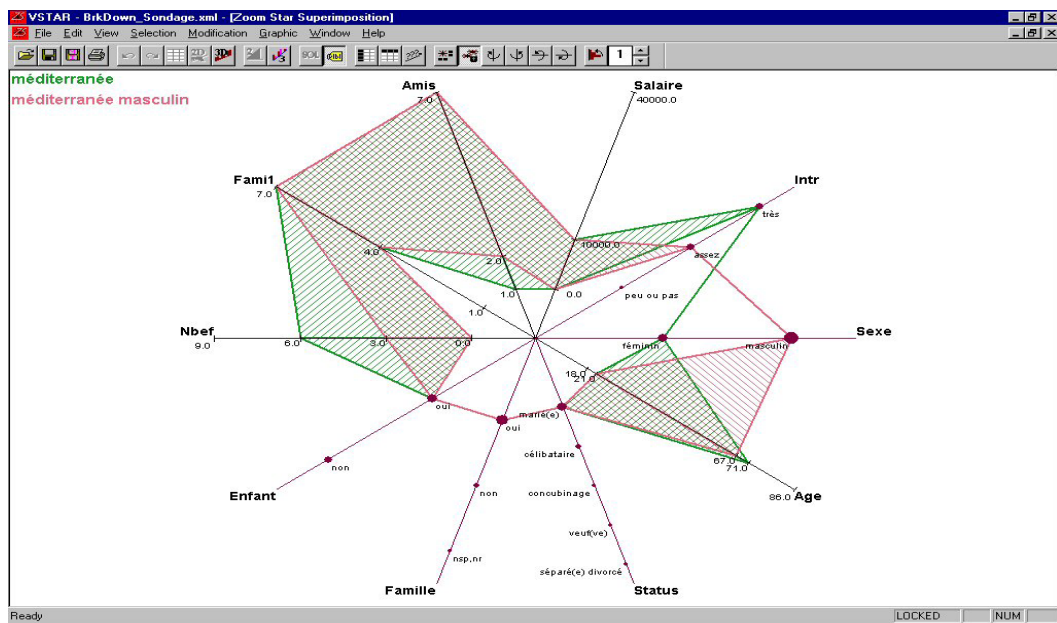 VSTAR - BrkDown_Sondage.xml - [Zoom Star Superimposition]
File Edit View Selection Modification Graphic Window Help
SOL
1
méditerranée
méditerranée masculin
Amis
7.0
Salaire
40000.0
Fami1
7.0
Intr
très
4.0
2.0
10000.0
assez
1.0
0.0
peu ou pas
1.0
Nbef
9.0
6.0
3.0
0.0
féminin
masculin
Sexe
18.0
21.0
oui
oui
marié(e)
célibataire
67.0
71.0
non
86.0
Age
Enfant
non
concubinage
veuf(ve)
nsp,nr
séparé(e) divorcé
Famille
Status
Ready
LOCKED
NUM